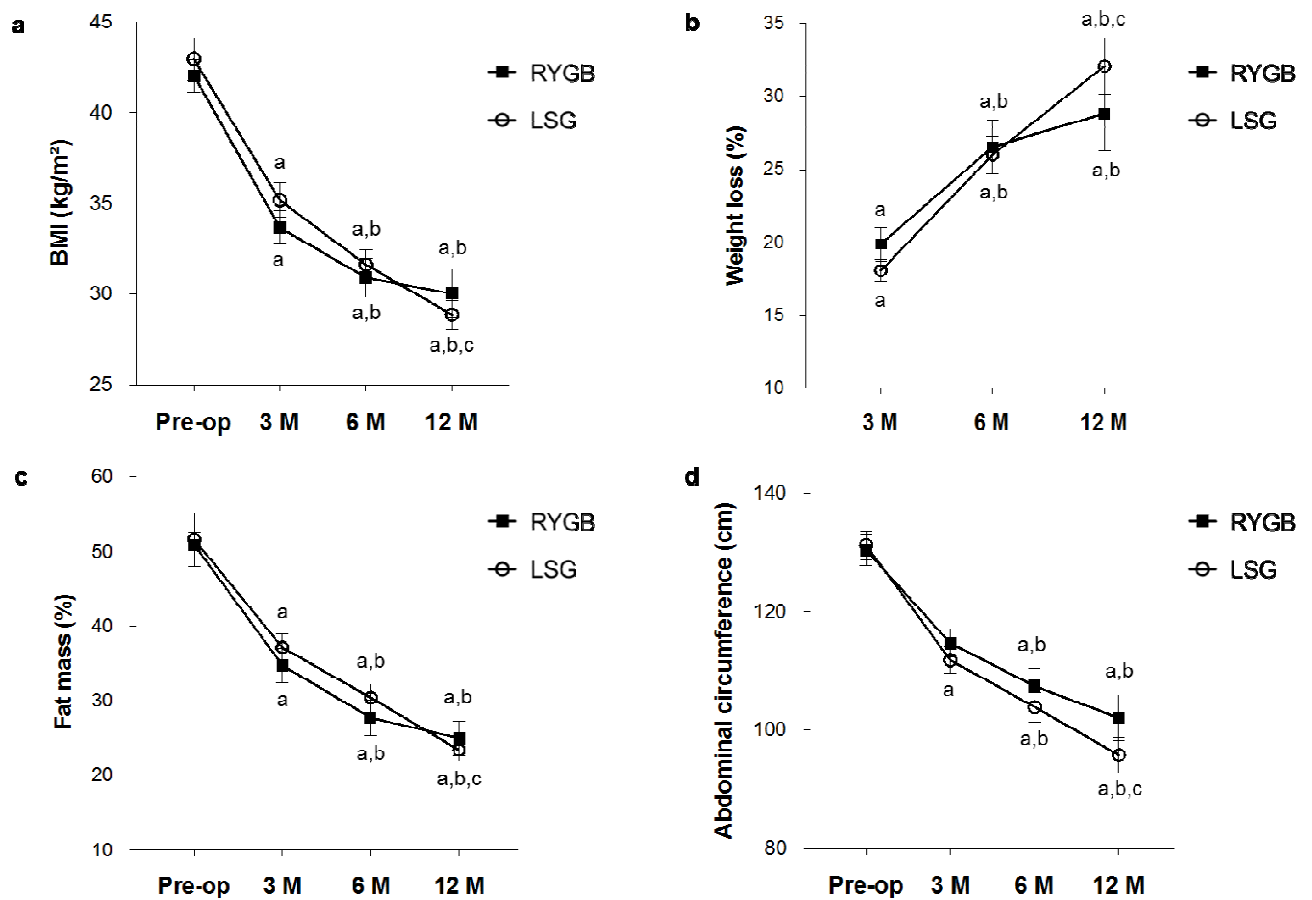 a
BMI (kg/m²)
45
40
35
30
25
RYGB
LSG
a
a
a,b
a,b
a,b
a,b,c
Pre-op 3 M 6 M 12 M
b
Weight loss (%)
35
30
25
20
15
10
RYGB
LSG
a
a
a,b
a,b
a,b,c
a,b
3 M 6 M 12 M
c
Fat mass (%)
60
50
40
30
20
10
RYGB
LSG
a
a
a,b
a,b
a,b
a,b,c
Pre-op 3 M 6 M 12 M
d
Abdominal circumference (cm)
140
120
100
80
RYGB
LSG
a
a,b
a,b
a,b
a,b,c
Pre-op 3 M 6 M 12 M